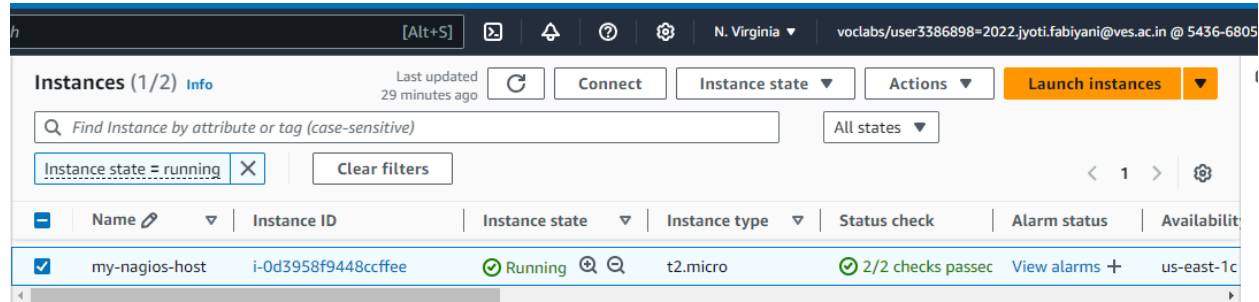 h [Alt+S] N. Virginia ▼ voclabs/user3386898=2022.jyoti.fabiyani@ves.ac.in @ 5436-6805
Instances (1/2) Info Last updated 29 minutes ago Connect Instance state ▼ Actions ▼ Launch instances ▼
Find Instance by attribute or tag (case-sensitive) All states ▼
Instance state = running Clear filters < 1 >
Name Instance ID Instance state Instance type Status check Alarm status Availabilit
my-nagios-host i-0d3958f9448ccffee Running t2.micro 2/2 checks passec View alarms + us-east-1c